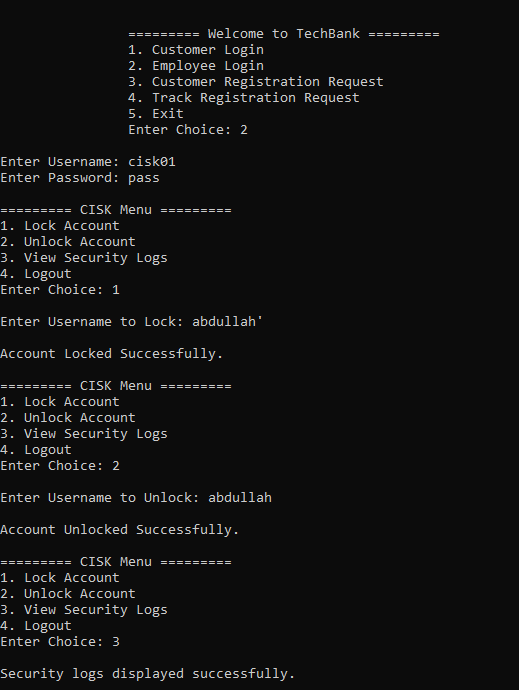 ========= Welcome to TechBank =========
1. Customer Login
2. Employee Login
3. Customer Registration Request
4. Track Registration Request
5. Exit
Enter Choice: 2
Enter Username: cisk01
Enter Password: pass
========= CISK Menu =========
1. Lock Account
2. Unlock Account
3. View Security Logs
4. Logout
Enter Choice: 1
Enter Username to Lock: abdullah'
Account Locked Successfully.
========= CISK Menu =========
1. Lock Account
2. Unlock Account
3. View Security Logs
4. Logout
Enter Choice: 2
Enter Username to Unlock: abdullah
Account Unlocked Successfully.
========= CISK Menu =========
1. Lock Account
2. Unlock Account
3. View Security Logs
4. Logout
Enter Choice: 3
Security logs displayed successfully.